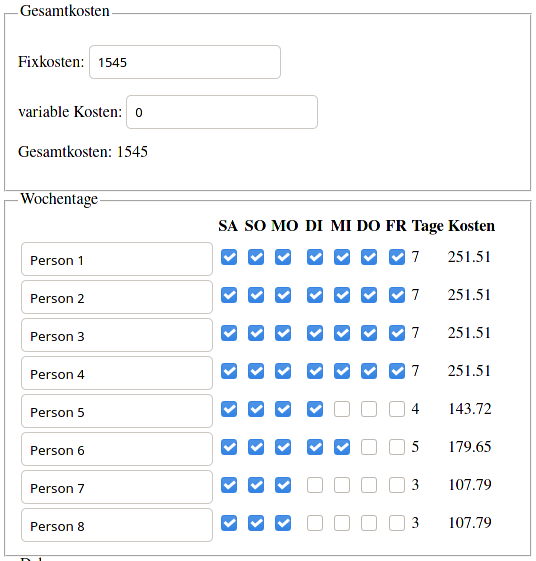 Gesamtkosten
Fixkosten: 1545
variable Kosten: 0
Gesamtkosten: 1545
Wochentage
SA SO MO DI MI DO FR Tage Kosten
Person 1 7 251.51
Person 2 7 251.51
Person 3 7 251.51
Person 4 7 251.51
Person 5 4 143.72
Person 6 5 179.65
Person 7 3 107.79
Person 8 3 107.79